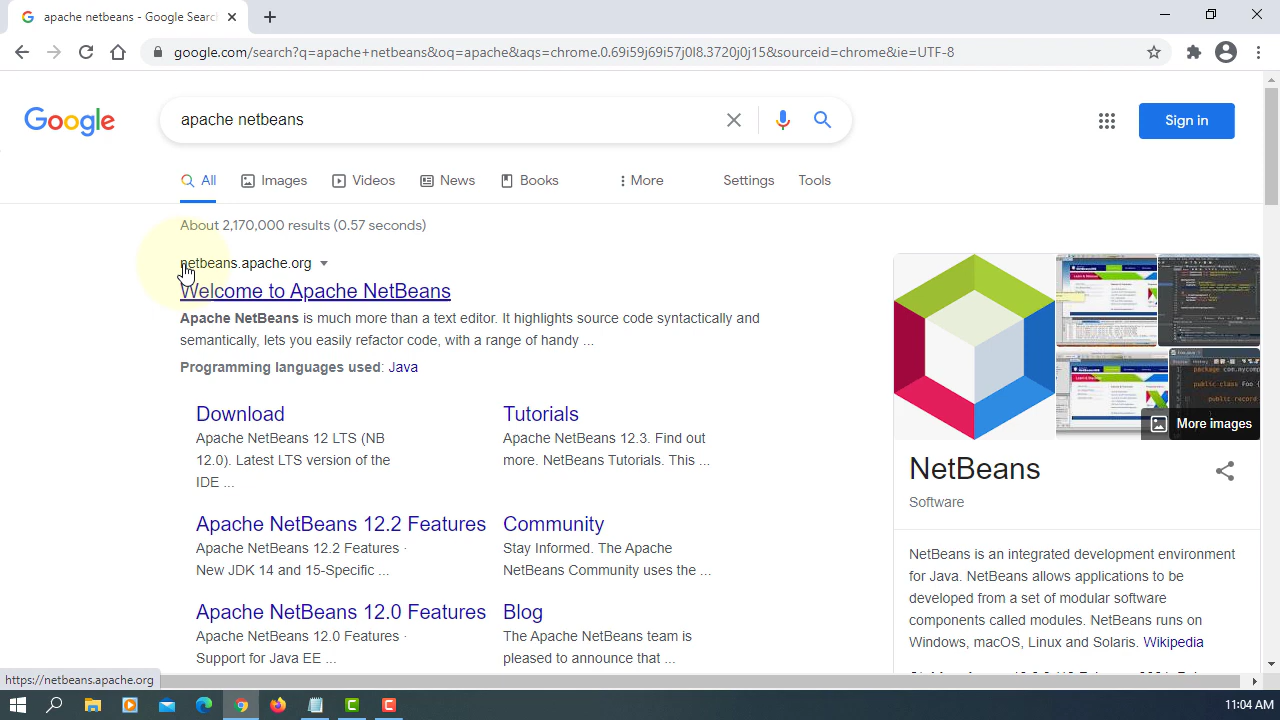 apache netbeans - Google Searc
google.com/search?q=apache+netbeans&oq=apache&aqs=chrome.0.69i59j69i57j0l8.3720j0j15&sourceid=chrome&ie=UTF-8
Google
apache netbeans
Sign in
All
Images
Videos
News
Books
More
Settings
Tools
About 2,170,000 results (0.57 seconds)
netbeans.apache.org
Welcome to Apache NetBeans
Apache NetBeans is much more than a text editor. It highlights source code syntactically and
semantically, lets you easily refactor code, with a range of handy ...
Programming languages used: Java
Download
Apache NetBeans 12 LTS (NB
12.0). Latest LTS version of the
IDE ...
Tutorials
Apache NetBeans 12.3. Find out
more. NetBeans Tutorials. This ...
Apache NetBeans 12.2 Features
Apache NetBeans 12.2 Features ·
New JDK 14 and 15-Specific ...
Community
Stay Informed. The Apache
NetBeans Community uses the ...
Apache NetBeans 12.0 Features
Apache NetBeans 12.0 Features ·
Support for Java EE ...
Blog
The Apache NetBeans team is
pleased to announce that ...
More images
NetBeans
Software
NetBeans is an integrated development environment
for Java. NetBeans allows applications to be
developed from a set of modular software
components called modules. NetBeans runs on
Windows, macOS, Linux and Solaris. Wikipedia
https://netbeans.apache.org
11:04 AM